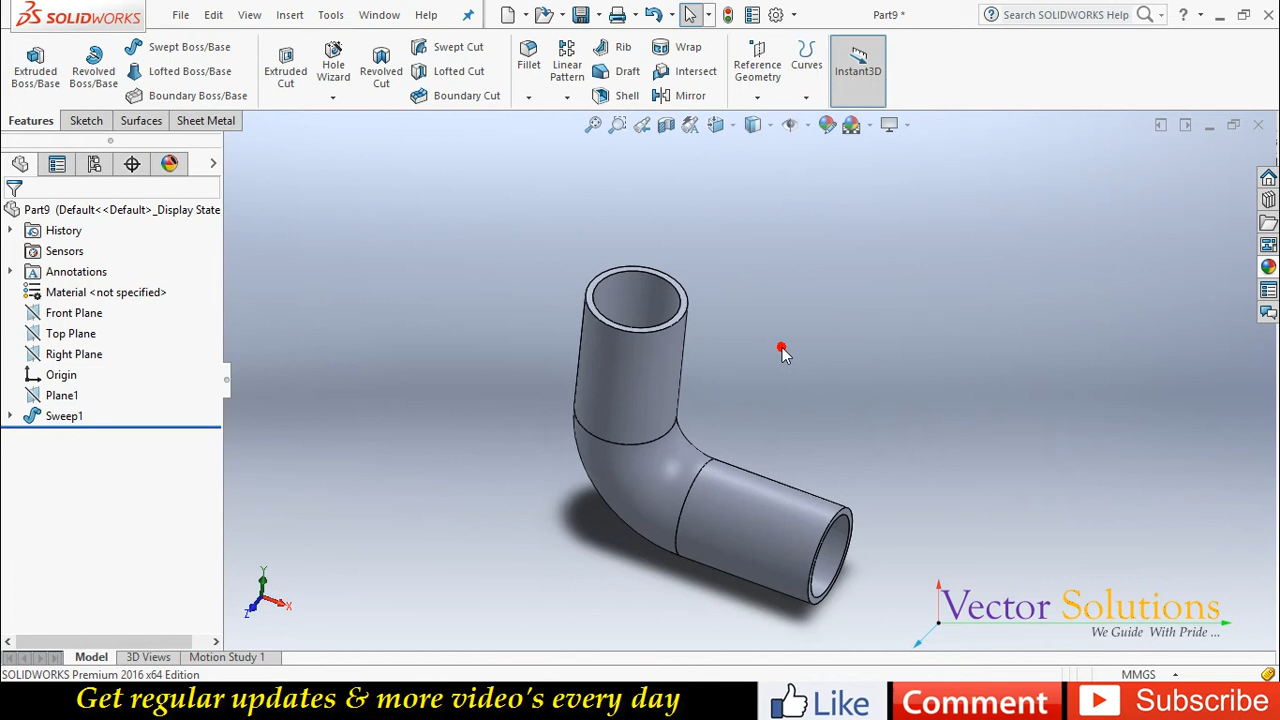 SOLIDWORKS
File
Edit
View
Insert
Tools
Window
Help
Part9 *
Search SOLIDWORKS Help
?
Extruded Boss/Base
Revolved Boss/Base
Swept Boss/Base
Lofted Boss/Base
Boundary Boss/Base
Extruded Cut
Hole Wizard
Revolved Cut
Swept Cut
Lofted Cut
Boundary Cut
Fillet
Linear Pattern
Rib
Draft
Shell
Wrap
Intersect
Mirror
Reference Geometry
Curves
Instant3D
Features
Sketch
Surfaces
Sheet Metal
Part9 (Default<<Default>_Display State
History
Sensors
Annotations
Material <not specified>
Front Plane
Top Plane
Right Plane
Origin
Plane1
Sweep1
Y
X
Z
Vector Solutions
We Guide With Pride ...
Model
3D Views
Motion Study 1
SOLIDWORKS Premium 2016 x64 Edition
MMGS
Get regular updates & more video's every day
Like
Comment
Subscribe